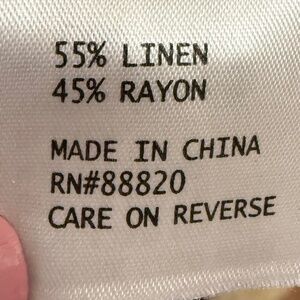 55% LINEN
45% RAYON
MADE IN CHINA
RN#88820
CARE ON REVERSE